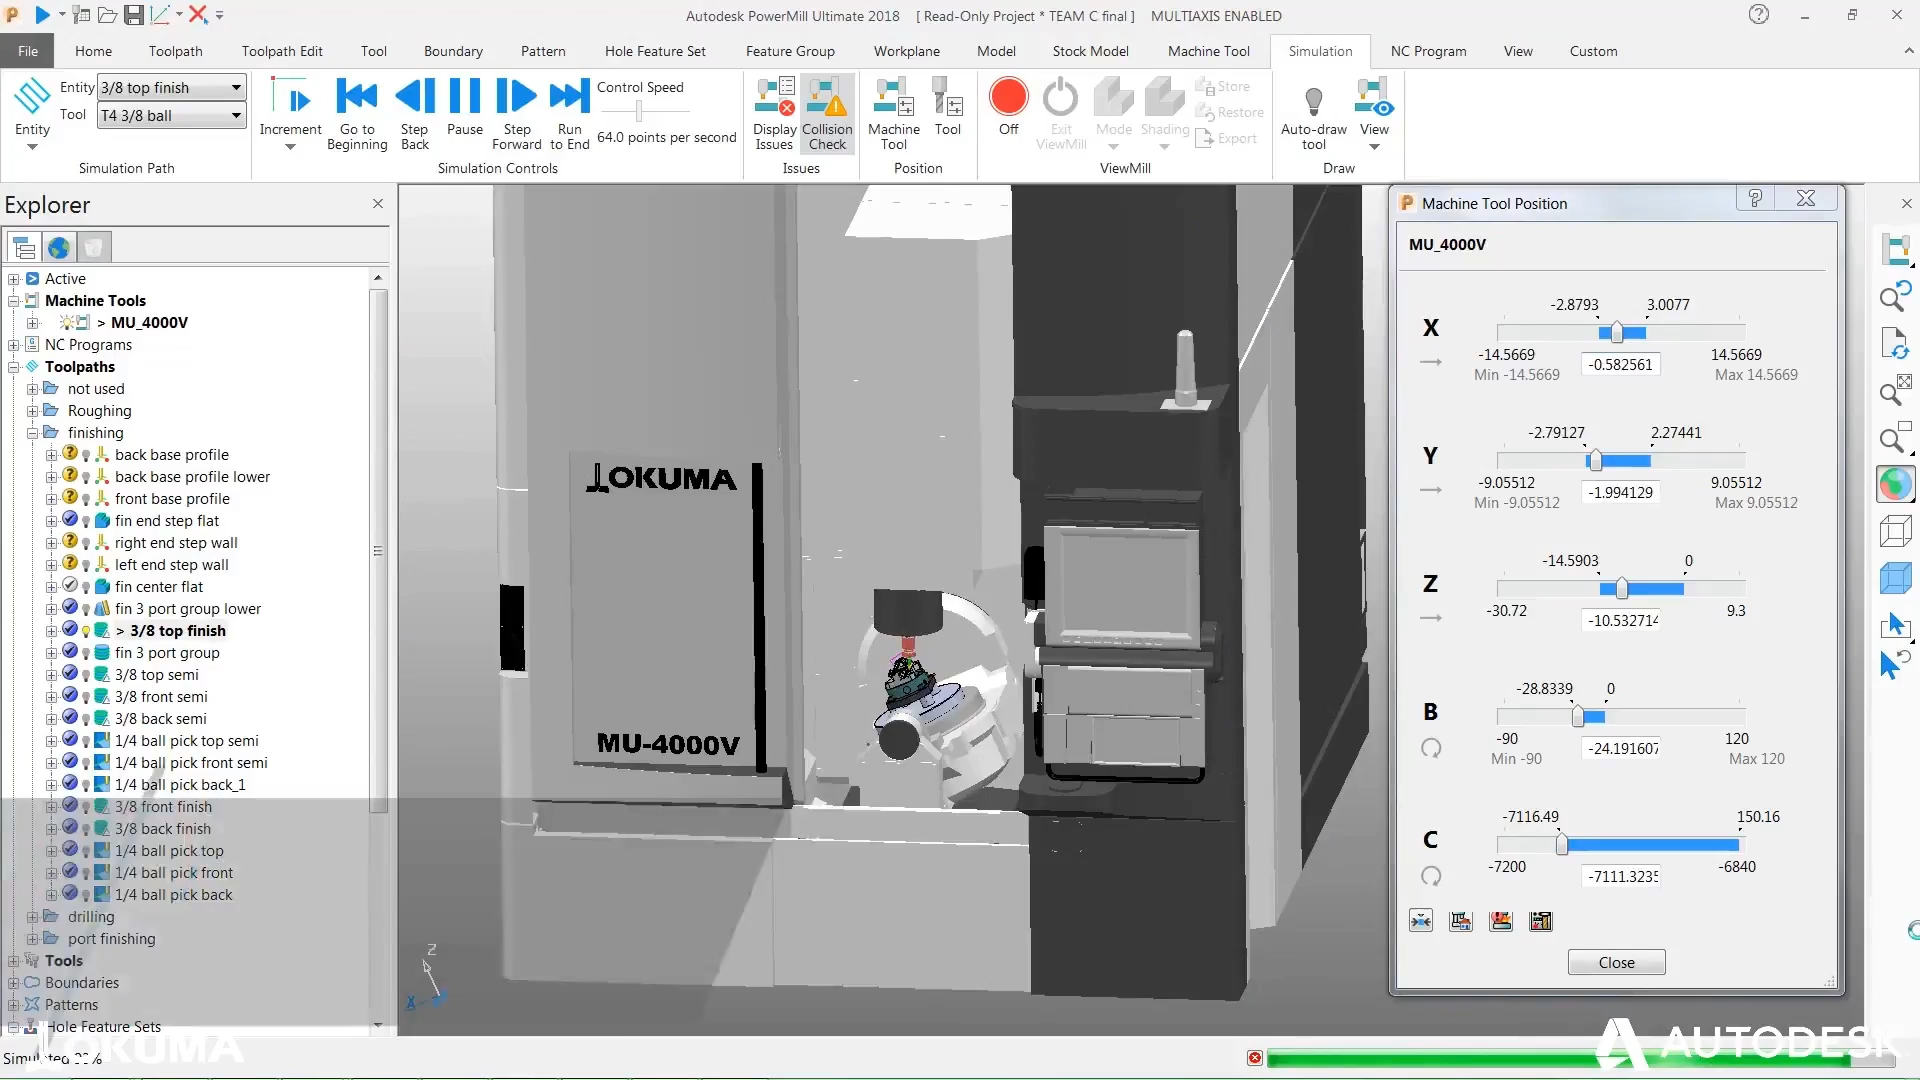 Autodesk PowerMill Ultimate 2018 [ Read-Only Project * TEAM C final ] MULTIAXIS ENABLED
File Home Toolpath Toolpath Edit Tool Boundary Pattern Hole Feature Set Feature Group Workplane Model Stock Model Machine Tool Simulation NC Program View Custom
Entity 3/8 top finish
Tool T4 3/8 ball
Entity
Simulation Path
Increment
Go to Beginning
Step Back
Pause
Step Forward
Run to End
Control Speed
64.0 points per second
Simulation Controls
Display Issues
Collision Check
Issues
Machine Tool
Tool
Position
Off
Exit ViewMill
Mode
Shading
Store
Restore
Export
ViewMill
Auto-draw tool
View
Draw
Explorer
Active
Machine Tools
> MU_4000V
NC Programs
Toolpaths
not used
Roughing
finishing
back base profile
back base profile lower
front base profile
fin end step flat
right end step wall
left end step wall
fin center flat
fin 3 port group lower
> 3/8 top finish
fin 3 port group
3/8 top semi
3/8 front semi
3/8 back semi
1/4 ball pick top semi
1/4 ball pick front semi
1/4 ball pick back_1
3/8 front finish
3/8 back finish
1/4 ball pick top
1/4 ball pick front
1/4 ball pick back
drilling
port finishing
Tools
Boundaries
Patterns
Hole Feature Sets
OKUMA
MU-4000V
Z
X
Machine Tool Position
MU_4000V
-2.8793 3.0077
X
-14.5669 -0.582561 14.5669
Min -14.5669 Max 14.5669
-2.79127 2.27441
Y
-9.05512 -1.994129 9.05512
Min -9.05512 Max 9.05512
-14.5903 0
Z
-30.72 -10.532714 9.3
-28.8339 0
B
-90 -24.191607 120
Min -90 Max 120
-7116.49 150.16
C
-7200 -7111.3235 -6840
Close
OKUMA
AUTODESK